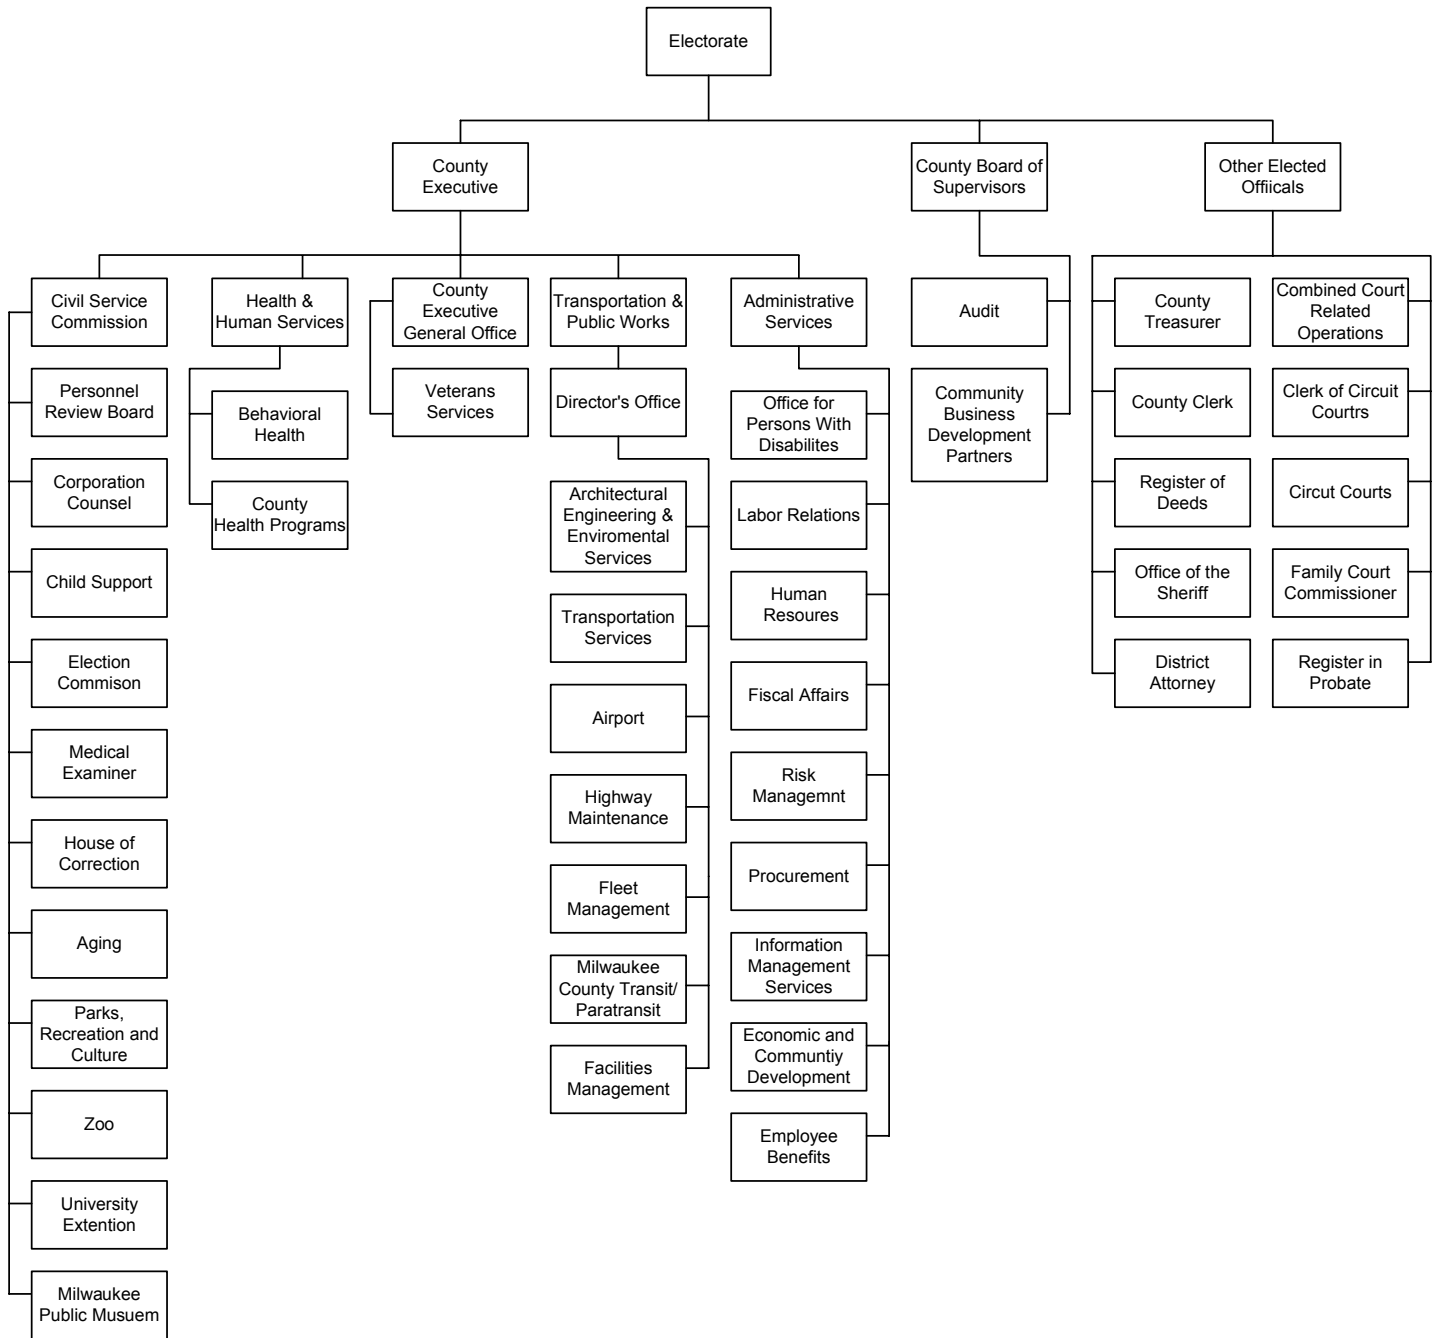 Electorate
County
Executive
County Board of
Supervisors
Other Elected
Offiicals
Civil Service
Commission
Health &
Human Services
County
Executive
General Office
Transportation &
Public Works
Administrative
Services
Audit
County
Treasurer
Combined Court
Related
Operations
Personnel
Review Board
Behavioral
Health
Veterans
Services
Director's Office
Office for
Persons With
Disabilites
Community
Business
Development
Partners
County Clerk
Clerk of Circuit
Courtrs
Corporation
Counsel
County
Health Programs
Architectural
Engineering &
Enviromental
Services
Labor Relations
Register of
Deeds
Circut Courts
Child Support
Transportation
Services
Human
Resoures
Office of the
Sheriff
Family Court
Commissioner
Election
Commison
Airport
Fiscal Affairs
District
Attorney
Register in
Probate
Medical
Examiner
Highway
Maintenance
Risk
Managemnt
House of
Correction
Fleet
Management
Procurement
Aging
Milwaukee
County Transit/
Paratransit
Information
Management
Services
Parks,
Recreation and
Culture
Facilities
Management
Economic and
Communtiy
Development
Zoo
Employee
Benefits
University
Extention
Milwaukee
Public Musuem